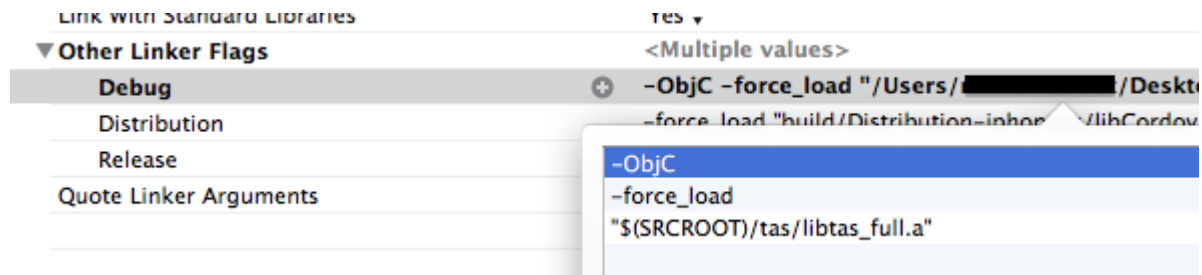 Link With Standard Libraries Yes
Other Linker Flags <Multiple values>
Debug -ObjC -force_load "/Users/ /Deskt
Distribution -force_load "build/Distribution-iphon /libCordov
Release
-ObjC
Quote Linker Arguments
-force_load
"$(SRCROOT)/tas/libtas_full.a"